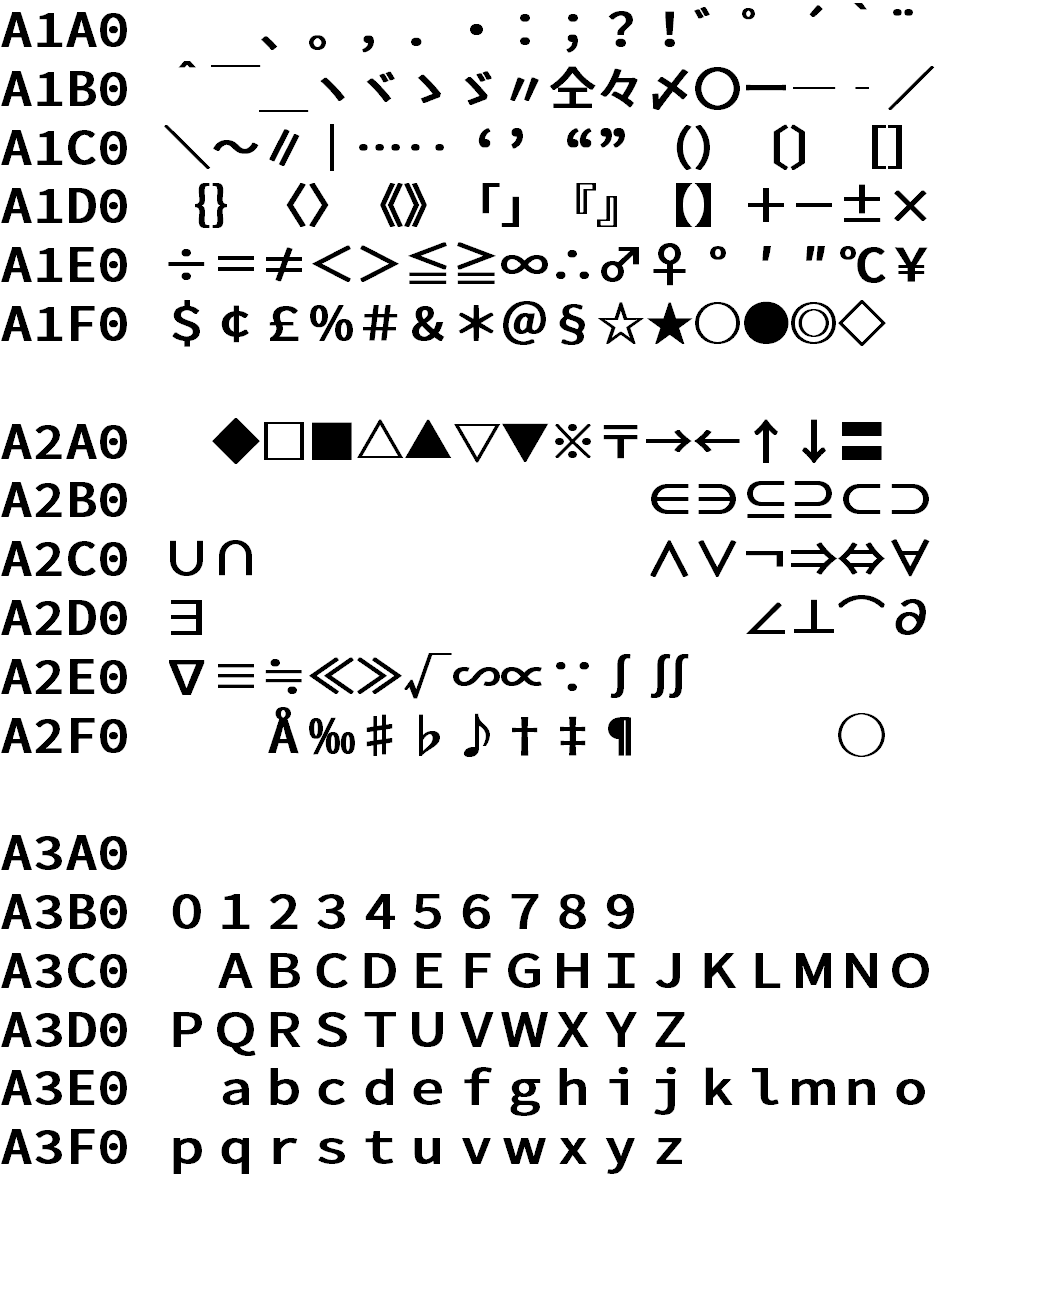 A1A0 、。，．・：；？！゛゜´｀¨
A1B0 ＾￣＿ヽヾゝゞ〃仝々〆〇ー―‐／
A1C0 ＼～∥｜…‥‘’“”（）〔〕［］
A1D0 ｛｝〈〉《》「」『』【】＋－±×
A1E0 ÷＝≠＜＞≦≧∞∴♂♀°′″℃￥
A1F0 ＄￠￡％＃＆＊＠§☆★○●◎◇
A2A0 ◆□■△▲▽▼※〒→←↑↓〓
A2B0 ∈∋⊆⊇⊂⊃
A2C0 ∪∩ ∧∨￢⇒⇔∀
A2D0 ∃ ∠⊥⌒∂
A2E0 ∇≡≒≪≫√∽∝∵∫∬
A2F0 Å‰♯♭♪†‡¶ ◯
A3A0
A3B0 ０１２３４５６７８９
A3C0 ＡＢＣＤＥＦＧＨＩＪＫＬＭＮＯ
A3D0 ＰＱＲＳＴＵＶＷＸＹＺ
A3E0 ａｂｃｄｅｆｇｈｉｊｋｌｍｎｏ
A3F0 ｐｑｒｓｔｕｖｗｘｙｚ